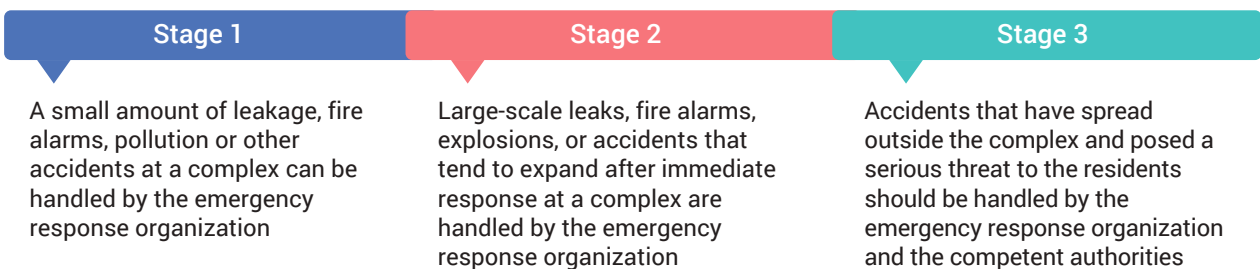 Stage 1
A small amount of leakage, fire
alarms, pollution or other
accidents at a complex can be
handled by the emergency
response organization
Stage 2
Large-scale leaks, fire alarms,
explosions, or accidents that
tend to expand after immediate
response at a complex are
handled by the emergency
response organization
Stage 3
Accidents that have spread
outside the complex and posed a
serious threat to the residents
should be handled by the
emergency response organization
and the competent authorities